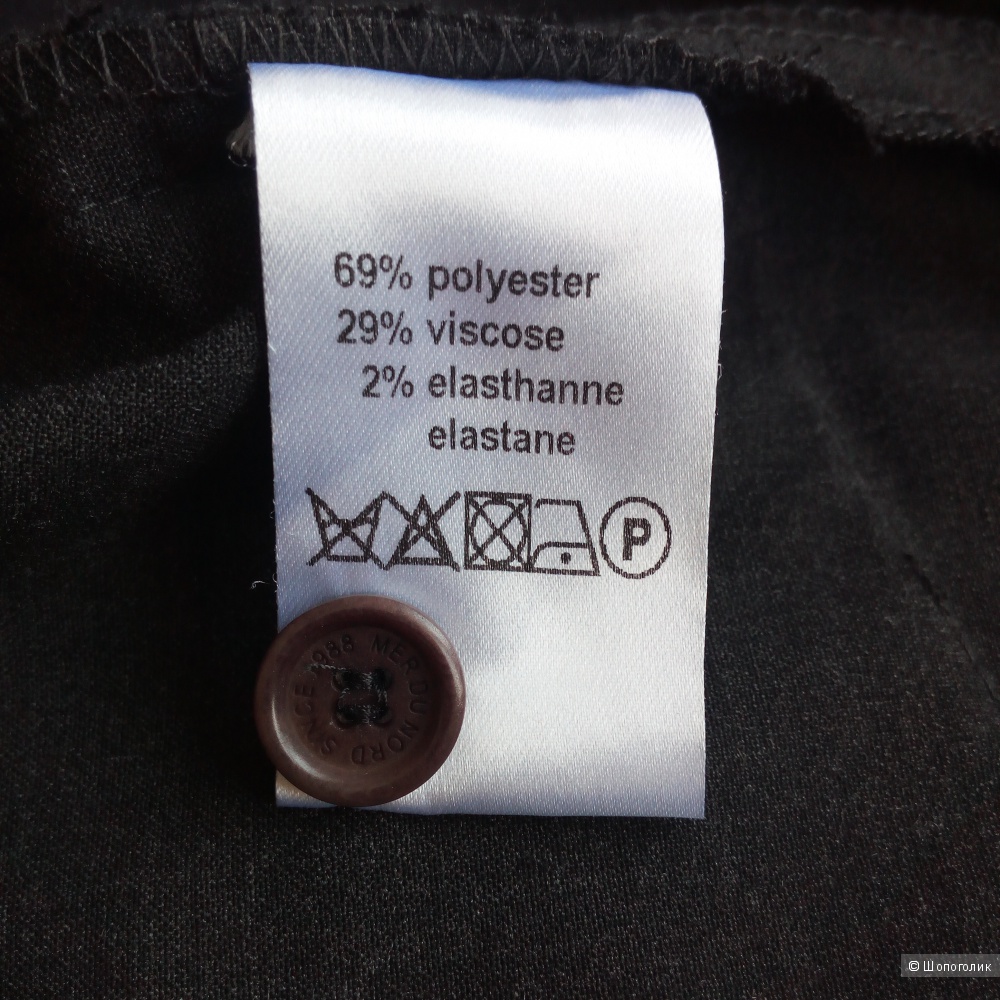 69% polyester
29% viscose
2% elasthanne
elastane
P
SINCE 1988 MER DU NORD
© Шопоголик